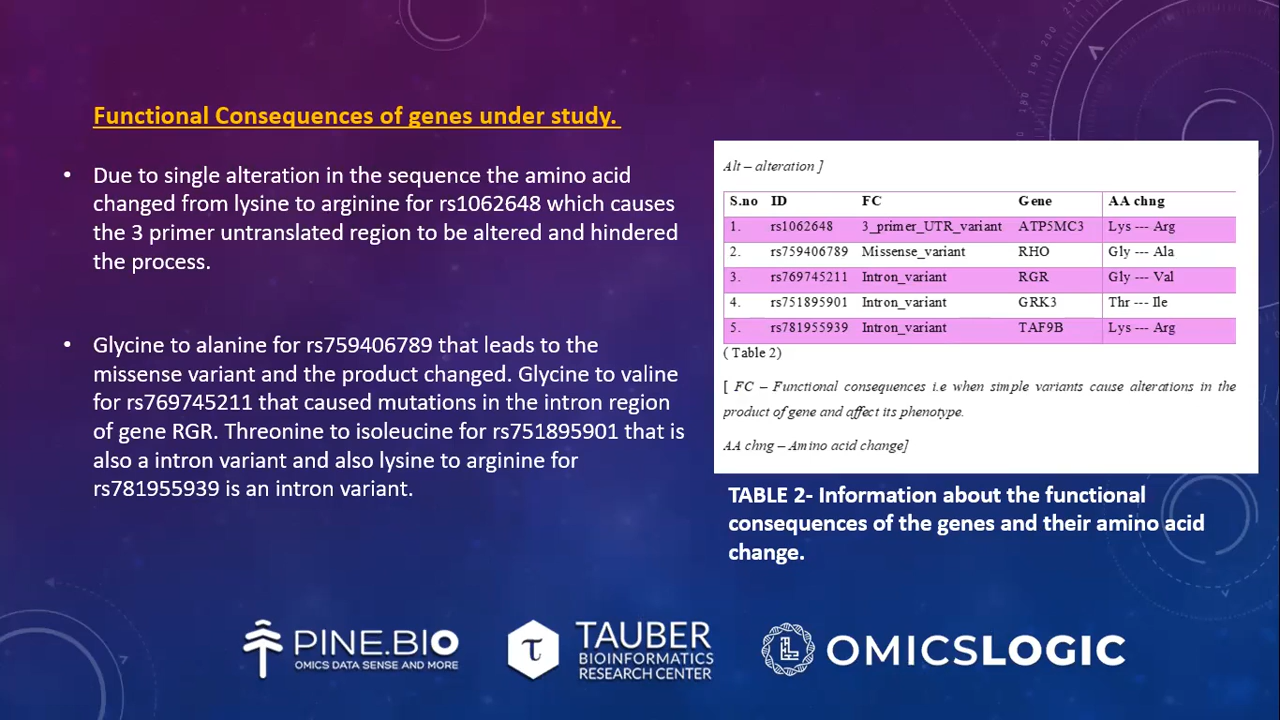 Functional Consequences of genes under study.
• Due to single alteration in the sequence the amino acid
changed from lysine to arginine for rs1062648 which causes
the 3 primer untranslated region to be altered and hindered
the process.
• Glycine to alanine for rs759406789 that leads to the
missense variant and the product changed. Glycine to valine
for rs769745211 that caused mutations in the intron region
of gene RGR. Threonine to isoleucine for rs751895901 that is
also a intron variant and also lysine to arginine for
rs781955939 is an intron variant.
Alt – alteration ]
S.no ID FC Gene AA chng
1. rs1062648 3_primer_UTR_variant ATP5MC3 Lys --- Arg
2. rs759406789 Missense_variant RHO Gly --- Ala
3. rs769745211 Intron_variant RGR Gly --- Val
4. rs751895901 Intron_variant GRK3 Thr --- Ile
5. rs781955939 Intron_variant TAF9B Lys --- Arg
( Table 2)
[ FC – Functional consequences i.e when simple variants cause alterations in the
product of gene and affect its phenotype.
AA chng – Amino acid change]
TABLE 2- Information about the functional
consequences of the genes and their amino acid
change.
PINE.BIO
OMICS DATA SENSE AND MORE
τ
TAUBER
BIOINFORMATICS
RESEARCH CENTER
OMICSLOGIC